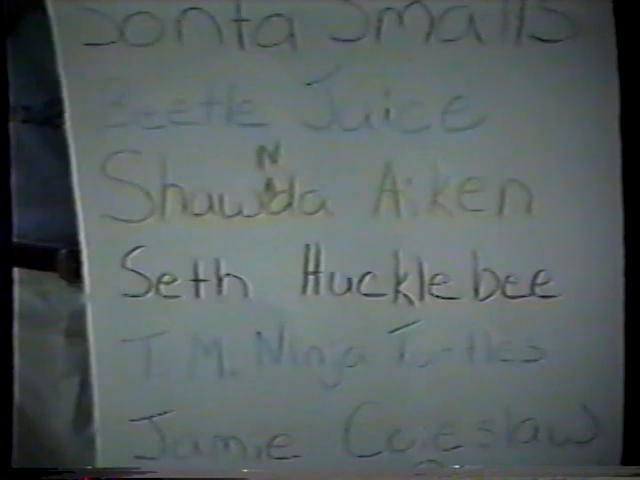 Sonta Smalls
Beetle Juice
Shawnda Aiken
Seth Hucklebee
T.M. Ninja Turtles
Jamie Coleslaw